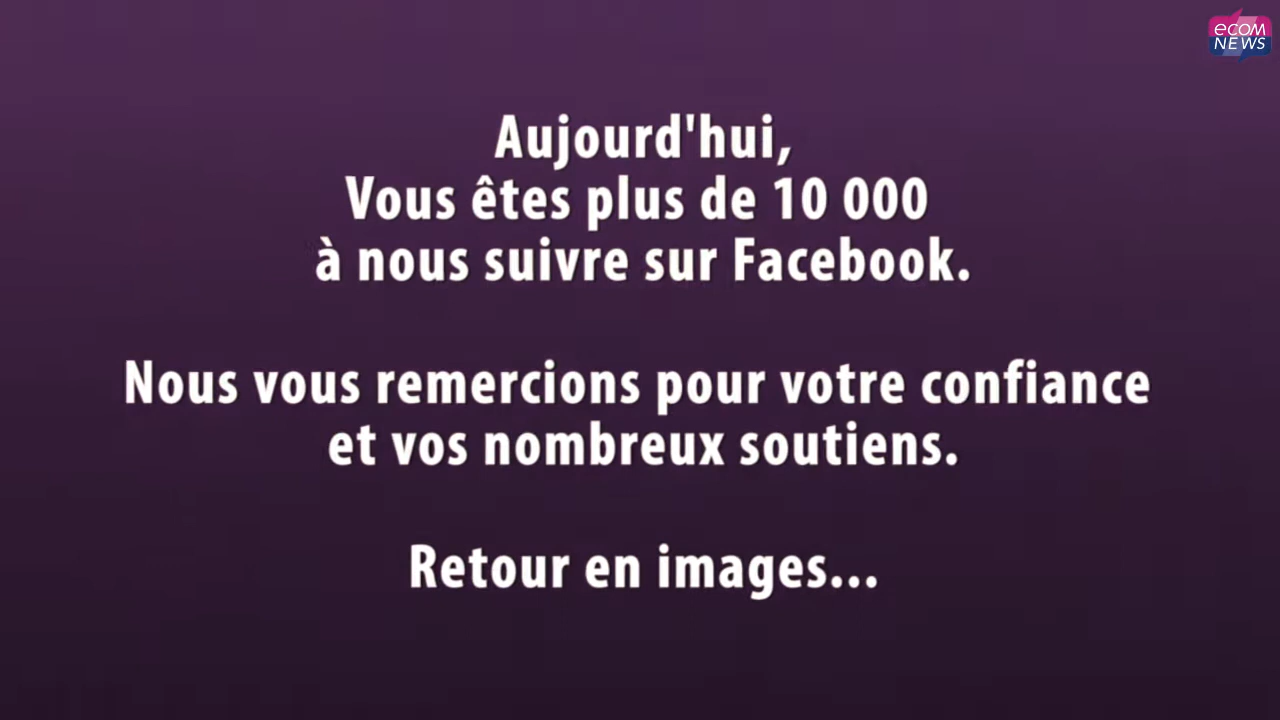 ecom
NEWS
Aujourd'hui,
Vous êtes plus de 10 000
à nous suivre sur Facebook.
Nous vous remercions pour votre confiance
et vos nombreux soutiens.
Retour en images...